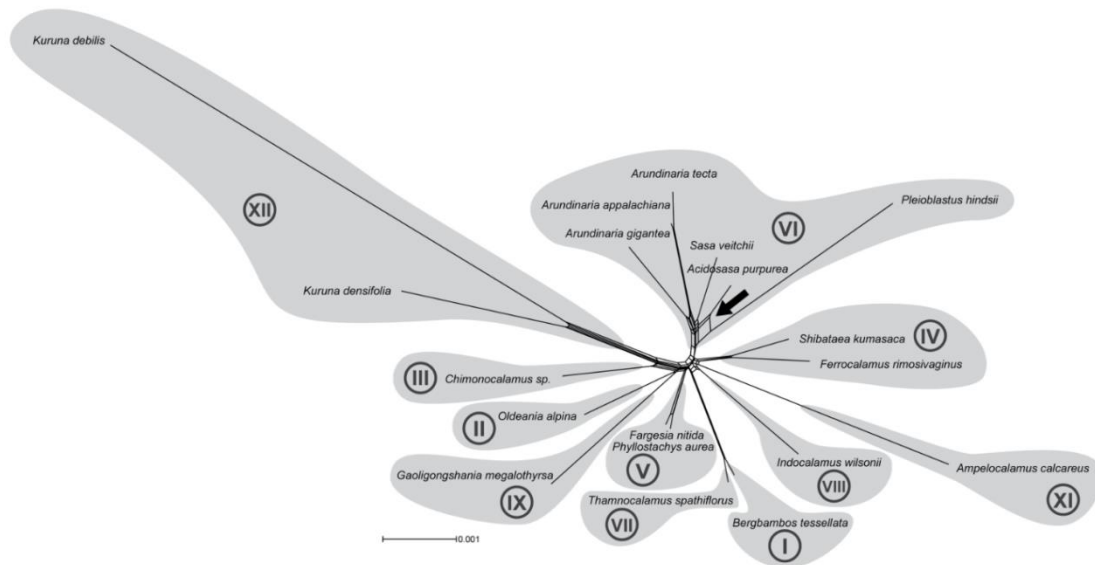 Kuruna debilis
Arundinaria tecta
Arundinaria appalachiana
Pleioblastus hindsii
XII
VI
Arundinaria gigantea
Sasa veitchii
Acidosasa purpurea
Kuruna densifolia
Shibataea kumasaca
IV
Ferrocalamus rimosivaginus
III
Chimonocalamus sp.
II
Oldeania alpina
Fargesia nitida
Phyllostachys aurea
Indocalamus wilsonii
Ampelocalamus calcareus
Gaoligongshania megalothyrsa
V
VIII
XI
IX
Thamnocalamus spathiflorus
VII
Bergbambos tessellata
I
0.001